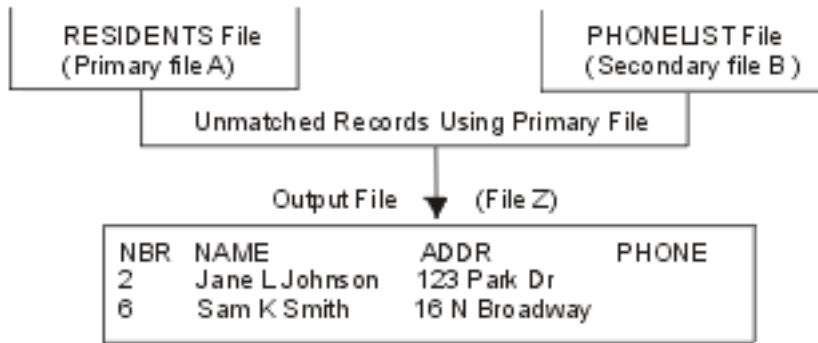 RESIDENTS File
(Primary file A)
PHONELIST File
(Secondary file B )
Unmatched Records Using Primary File
Output File (File Z)
NBR NAME ADDR PHONE
2 Jane L Johnson 123 Park Dr
6 Sam K Smith 16 N Broadway